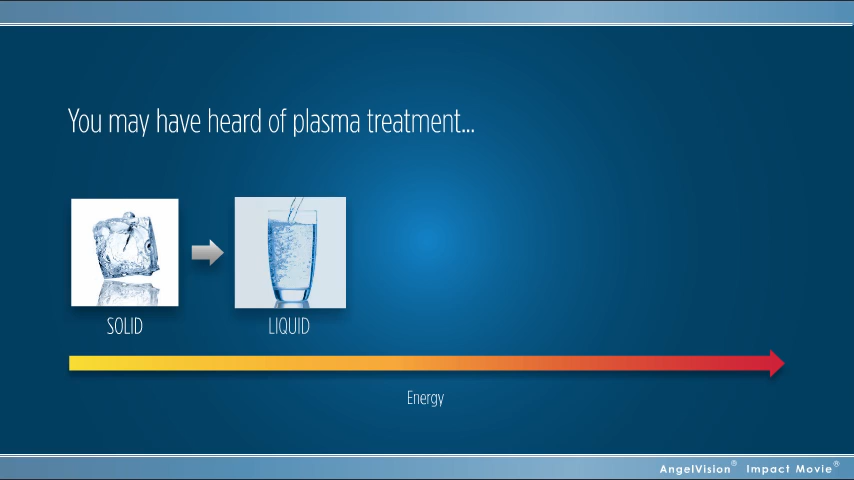 You may have heard of plasma treatment...
SOLID
LIQUID
Energy
AngelVision® Impact Movie®